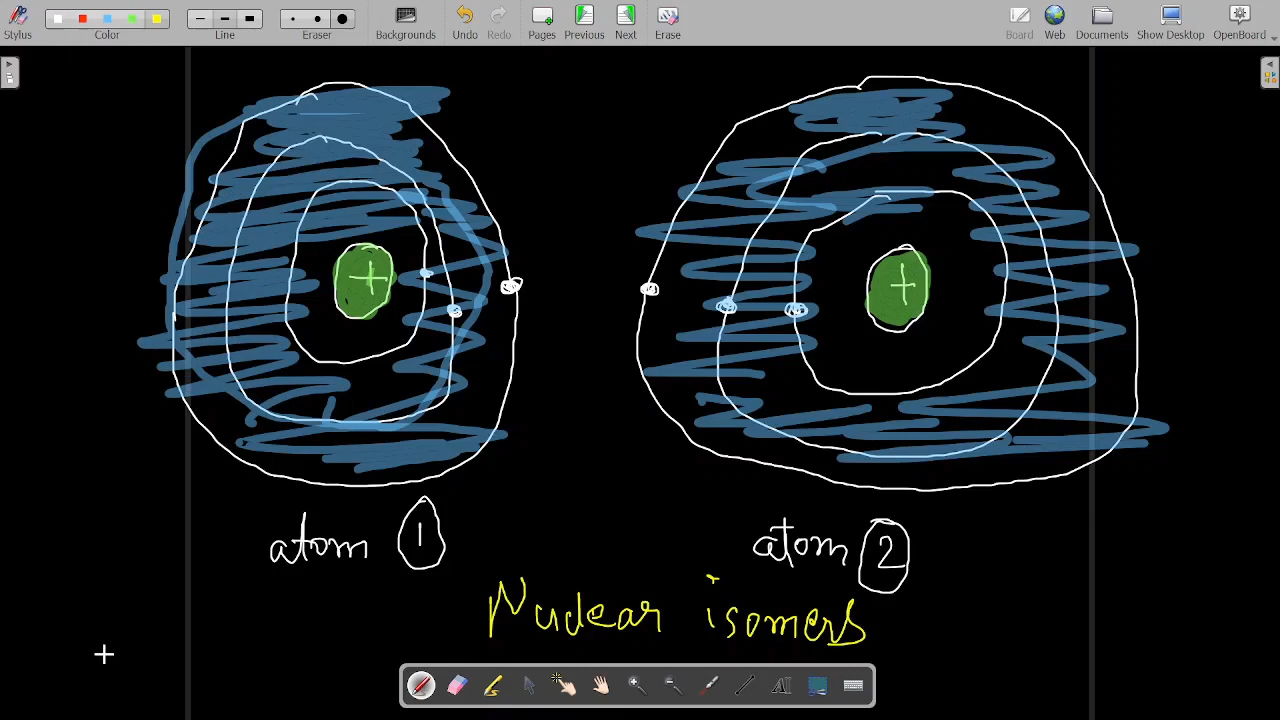 Stylus Color Line Eraser Backgrounds Undo Redo Pages Previous Next Erase Board Web Documents Show Desktop OpenBoard
+ +
atom 1 atom 2
Nuclear isomers